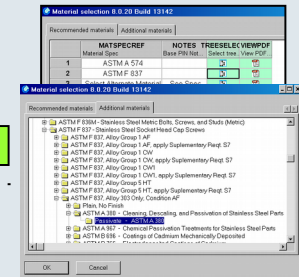 Material selection 8.0.20 Build 13142
Recommended materials Additional materials
MATSPECREF NOTES TREESELEC VIEWPDF
Material Spec Base PIN Not... Select tree... View PDF...
1 ASTM A 574
2 ASTM F 837
Select Alternate Material See Spec
Material selection 8.0.20 Build 13142
Recommended materials Additional materials
ASTM F 836M - Stainless Steel Metric Bolts, Screws, and Studs (Metric)
ASTM F 837 - Stainless Steel Socket Head Cap Screws
ASTM F 837, Alloy Group 1 AF
ASTM F 837, Alloy Group 1 AF, apply Suplementary Reqt. S7
ASTM F 837, Alloy Group 1 CW
ASTM F 837, Alloy Group 1 CW, apply Suplementary Reqt. S7
ASTM F 837, Alloy Group 1 CW1
ASTM F 837, Alloy Group 1 CW1, apply Suplementary Reqt. S7
ASTM F 837, Alloy Group 5 HT
ASTM F 837, Alloy Group 5 HT, apply Suplementary Reqt. S7
ASTM F 837, Alloy 303 Only, Condition AF
Plain, No Finish
ASTM A 380 - Cleaning, Descaling, and Passivation of Stainless Steel Parts
Passivate - ASTM A 380
ASTM A 967 - Chemical Passivation Treatments for Stainless Steel Parts
ASTM B 696 - Coatings of Cadmium Mechanically Deposited
OK Cancel